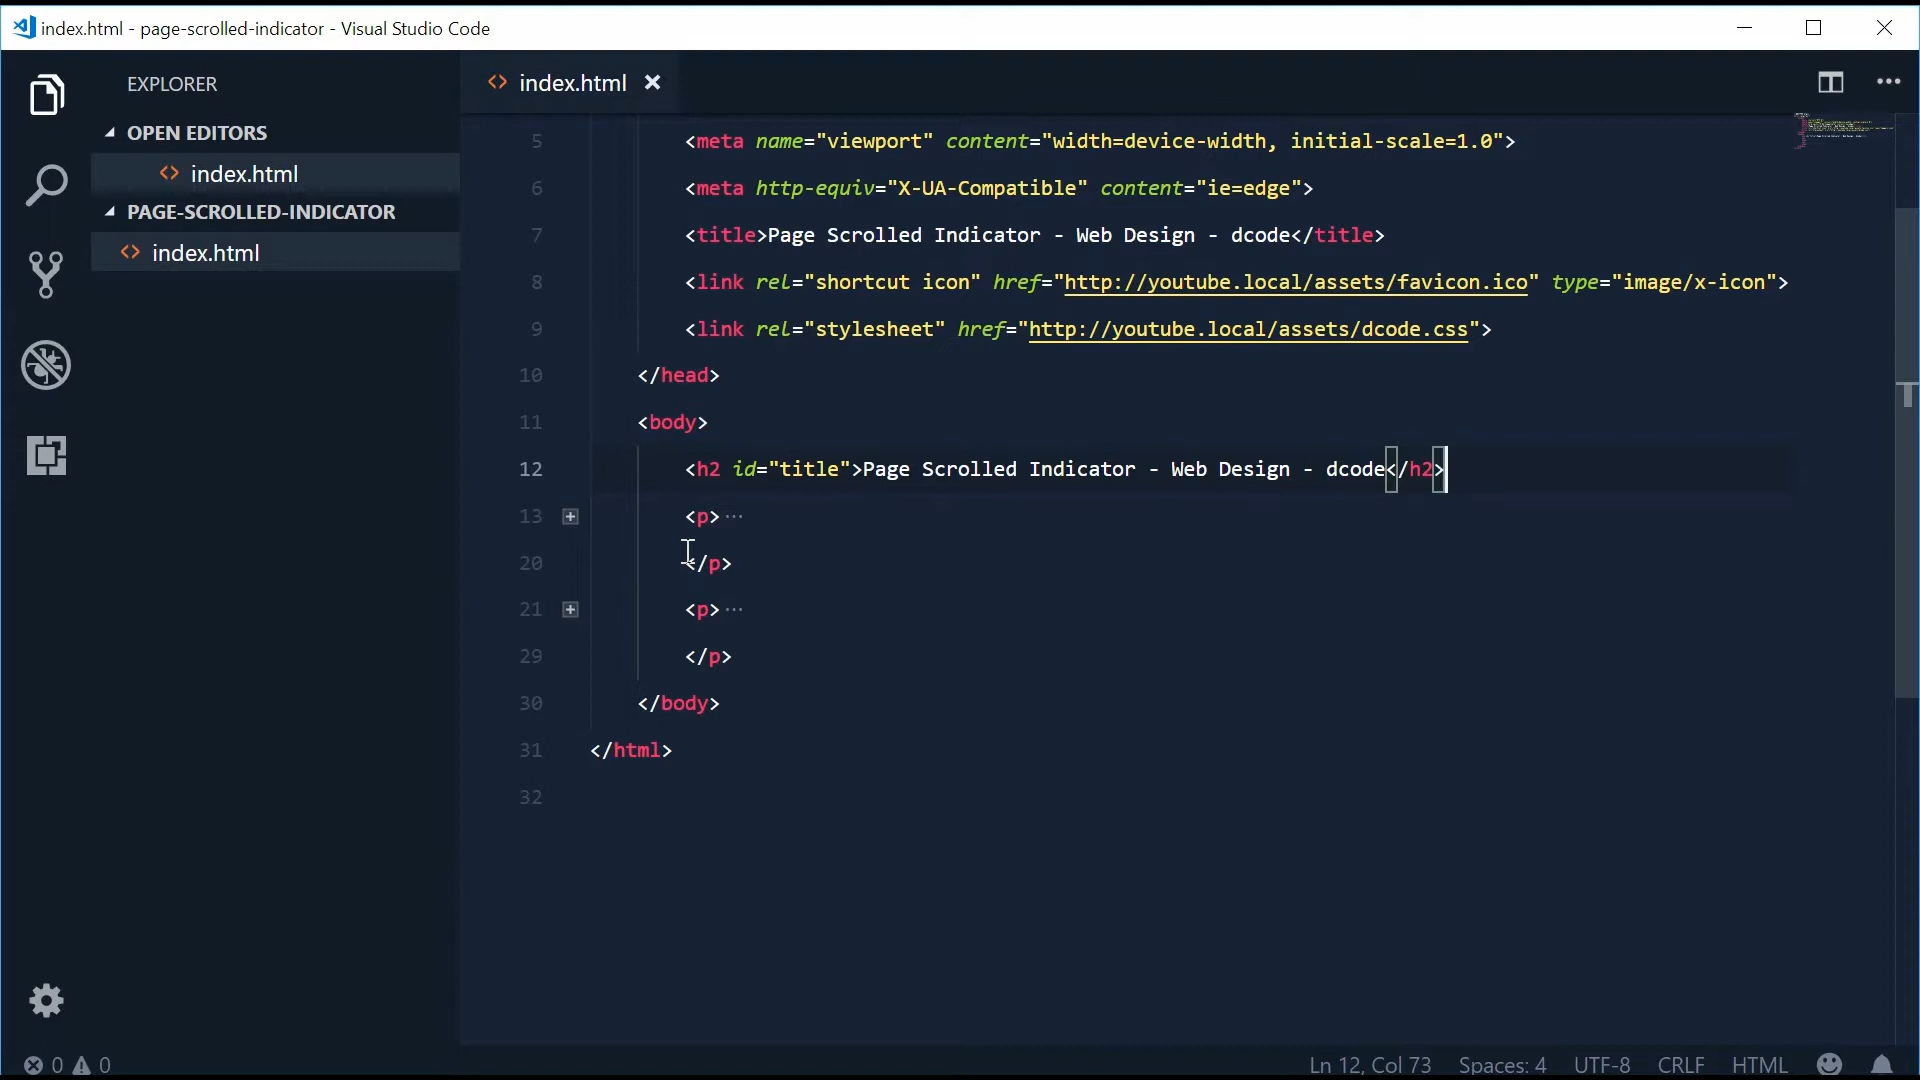 index.html - page-scrolled-indicator - Visual Studio Code
EXPLORER
OPEN EDITORS
index.html
PAGE-SCROLLED-INDICATOR
index.html
index.html
5 <meta name="viewport" content="width=device-width, initial-scale=1.0">
6 <meta http-equiv="X-UA-Compatible" content="ie=edge">
7 <title>Page Scrolled Indicator - Web Design - dcode</title>
8 <link rel="shortcut icon" href="http://youtube.local/assets/favicon.ico" type="image/x-icon">
9 <link rel="stylesheet" href="http://youtube.local/assets/dcode.css">
10 </head>
11 <body>
12 <h2 id="title">Page Scrolled Indicator - Web Design - dcode</h2>
13 <p>···
20 </p>
21 <p>···
29 </p>
30 </body>
31 </html>
32
0 0
Ln 12, Col 73 Spaces: 4 UTF-8 CRLF HTML